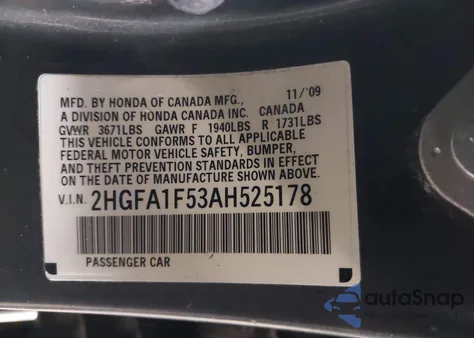 11/'09
MFD. BY HONDA OF CANADA MFG.,
A DIVISION OF HONDA CANADA INC. CANADA
GVWR 3671LBS GAWR F 1940LBS R 1731LBS
THIS VEHICLE CONFORMS TO ALL APPLICABLE
FEDERAL MOTOR VEHICLE SAFETY, BUMPER,
AND THEFT PREVENTION STANDARDS IN EFFECT
ON THE DATE OF MANUFACTURE SHOWN ABOVE.
V.I.N. 2HGFA1F53AH525178
PASSENGER CAR
autoSnap